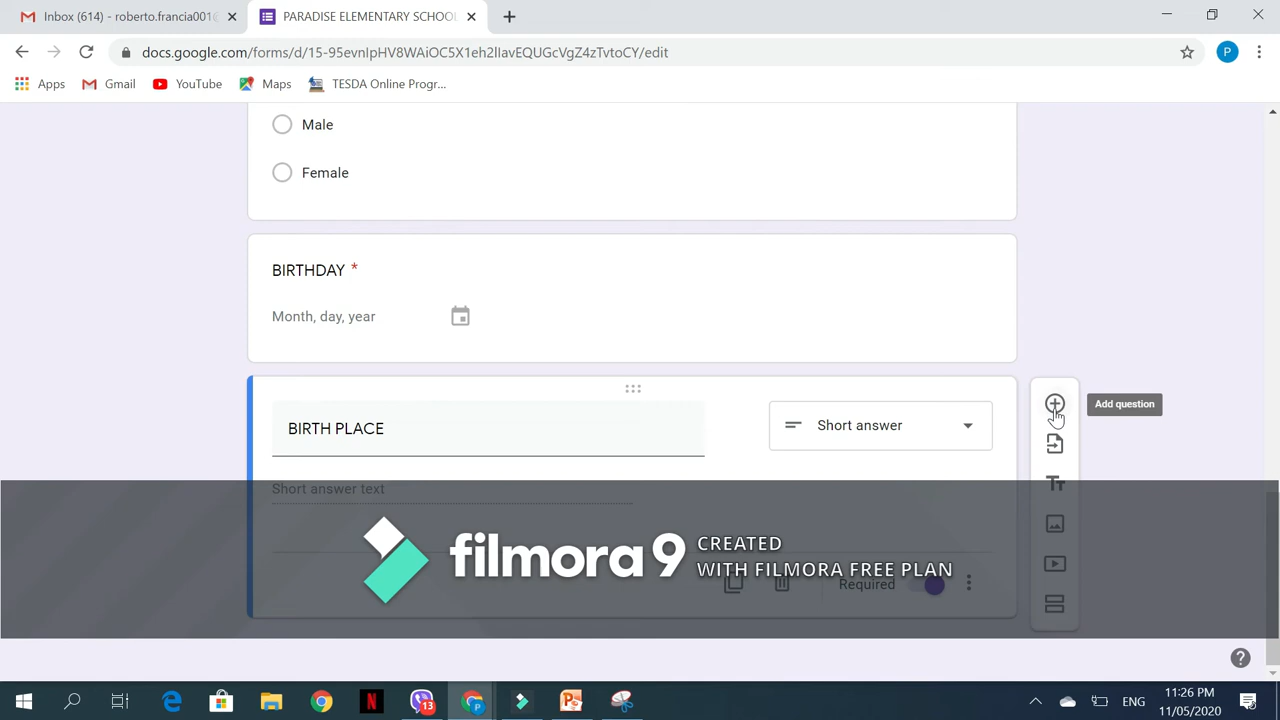 Inbox (614) - roberto.francia001@
PARADISE ELEMENTARY SCHOOL
docs.google.com/forms/d/15-95evnIpHV8WAiOC5X1eh2lIavEQUGcVgZ4zTvtoCY/edit
P
Apps
Gmail
YouTube
Maps
TESDA Online Progr...
Male
Female
BIRTHDAY *
Month, day, year
BIRTH PLACE
Short answer
Add question
Tт
Short answer text
filmora 9
CREATED
WITH FILMORA FREE PLAN
Required
13
P
ENG
11:26 PM
11/05/2020